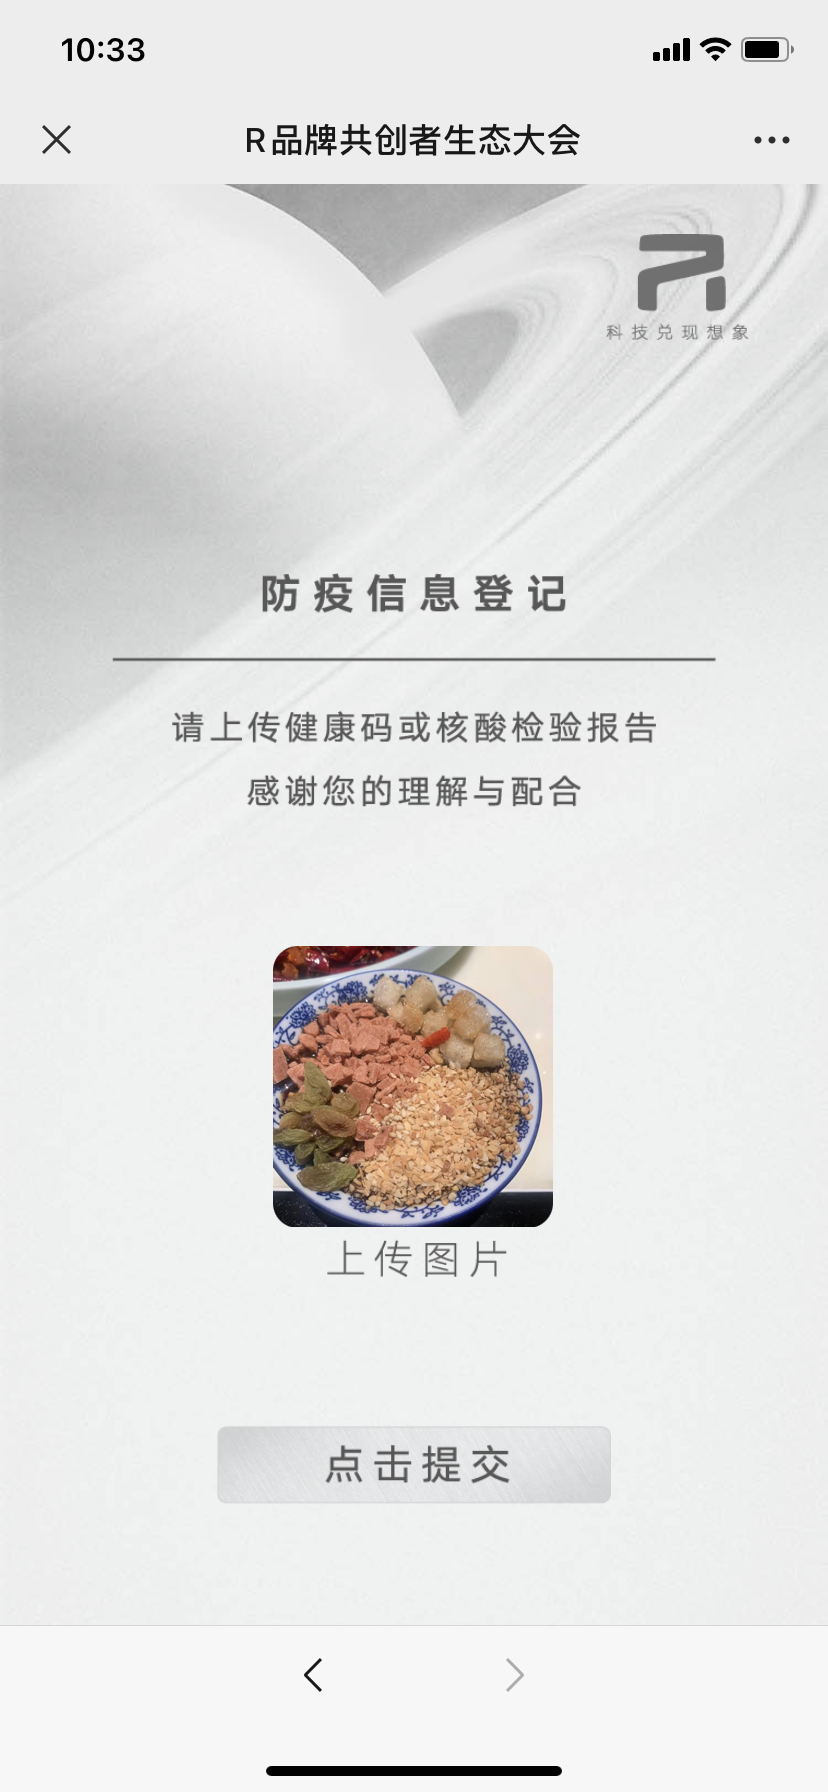 10:33
R品牌共创者生态大会
科技兑现想象
防疫信息登记
请上传健康码或核酸检验报告
感谢您的理解与配合
上传图片
点击提交